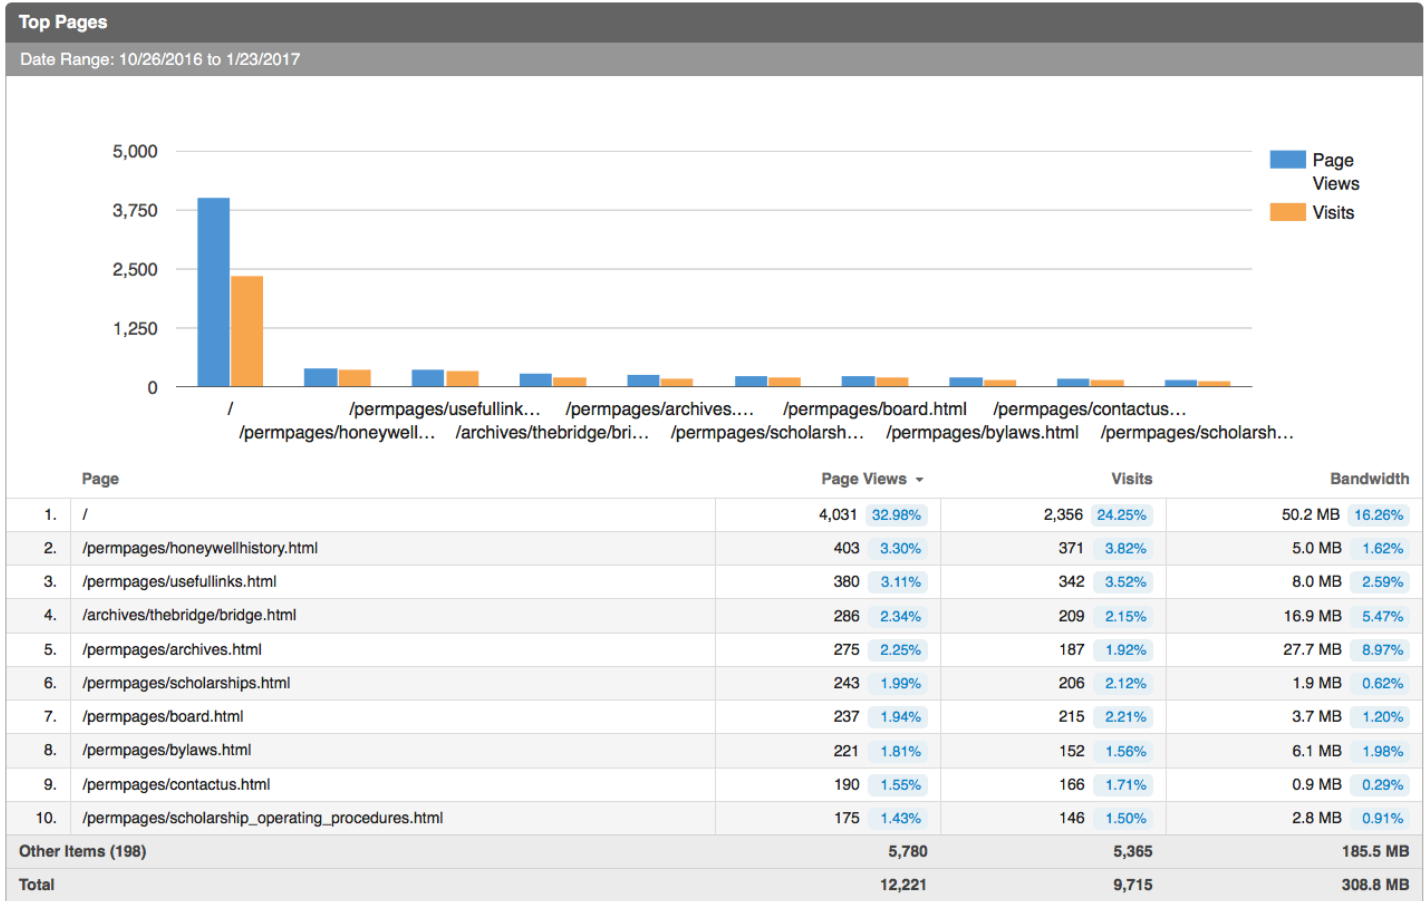 Top Pages
Date Range: 10/26/2016 to 1/23/2017
5,000
3,750
2,500
1,250
0
Page
Views
Visits
/ /permpages/usefullink... /permpages/archives.... /permpages/board.html /permpages/contactus...
/permpages/honeywell... /archives/thebridge/bri... /permpages/scholarsh... /permpages/bylaws.html /permpages/scholarsh...
Page Page Views Visits Bandwidth
1. / 4,031 32.98% 2,356 24.25% 50.2 MB 16.26%
2. /permpages/honeywellhistory.html 403 3.30% 371 3.82% 5.0 MB 1.62%
3. /permpages/usefullinks.html 380 3.11% 342 3.52% 8.0 MB 2.59%
4. /archives/thebridge/bridge.html 286 2.34% 209 2.15% 16.9 MB 5.47%
5. /permpages/archives.html 275 2.25% 187 1.92% 27.7 MB 8.97%
6. /permpages/scholarships.html 243 1.99% 206 2.12% 1.9 MB 0.62%
7. /permpages/board.html 237 1.94% 215 2.21% 3.7 MB 1.20%
8. /permpages/bylaws.html 221 1.81% 152 1.56% 6.1 MB 1.98%
9. /permpages/contactus.html 190 1.55% 166 1.71% 0.9 MB 0.29%
10. /permpages/scholarship_operating_procedures.html 175 1.43% 146 1.50% 2.8 MB 0.91%
Other Items (198) 5,780 5,365 185.5 MB
Total 12,221 9,715 308.8 MB